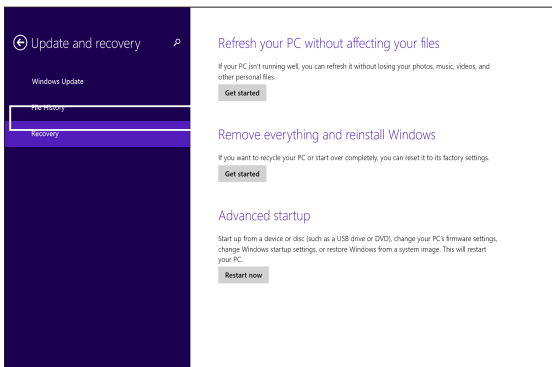 Update and recovery
Windows Update
File History
Recovery
Refresh your PC without affecting your files
If your PC isn't running well, you can refresh it without losing your photos, music, videos, and
other personal files.
Get started
Remove everything and reinstall Windows
If you want to recycle your PC or start over completely, you can reset it to its factory settings.
Get started
Advanced startup
Start up from a device or disc (such as a USB drive or DVD), change your PC's firmware settings,
change Windows startup settings, or restore Windows from a system image. This will restart
your PC.
Restart now